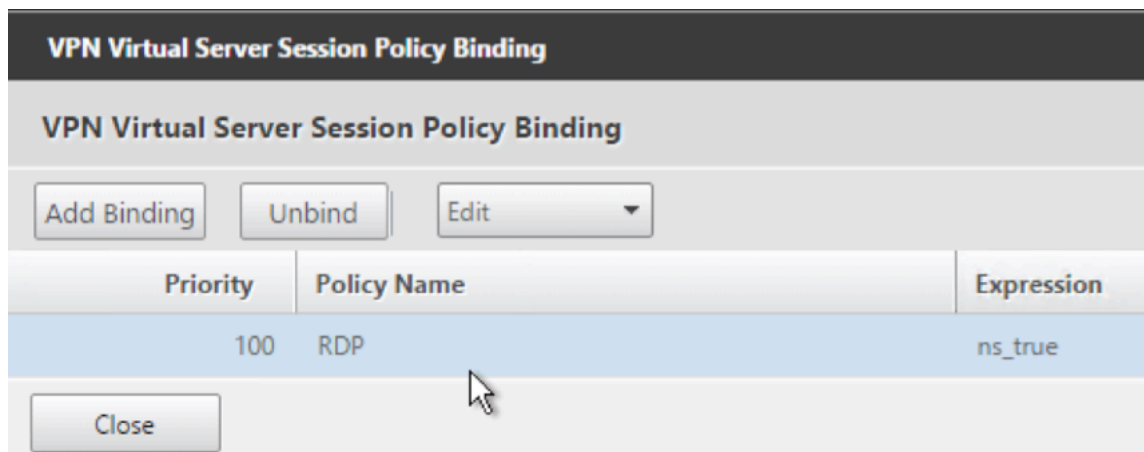 VPN Virtual Server Session Policy Binding
VPN Virtual Server Session Policy Binding
Add Binding Unbind Edit
Priority Policy Name Expression
100 RDP ns_true
Close